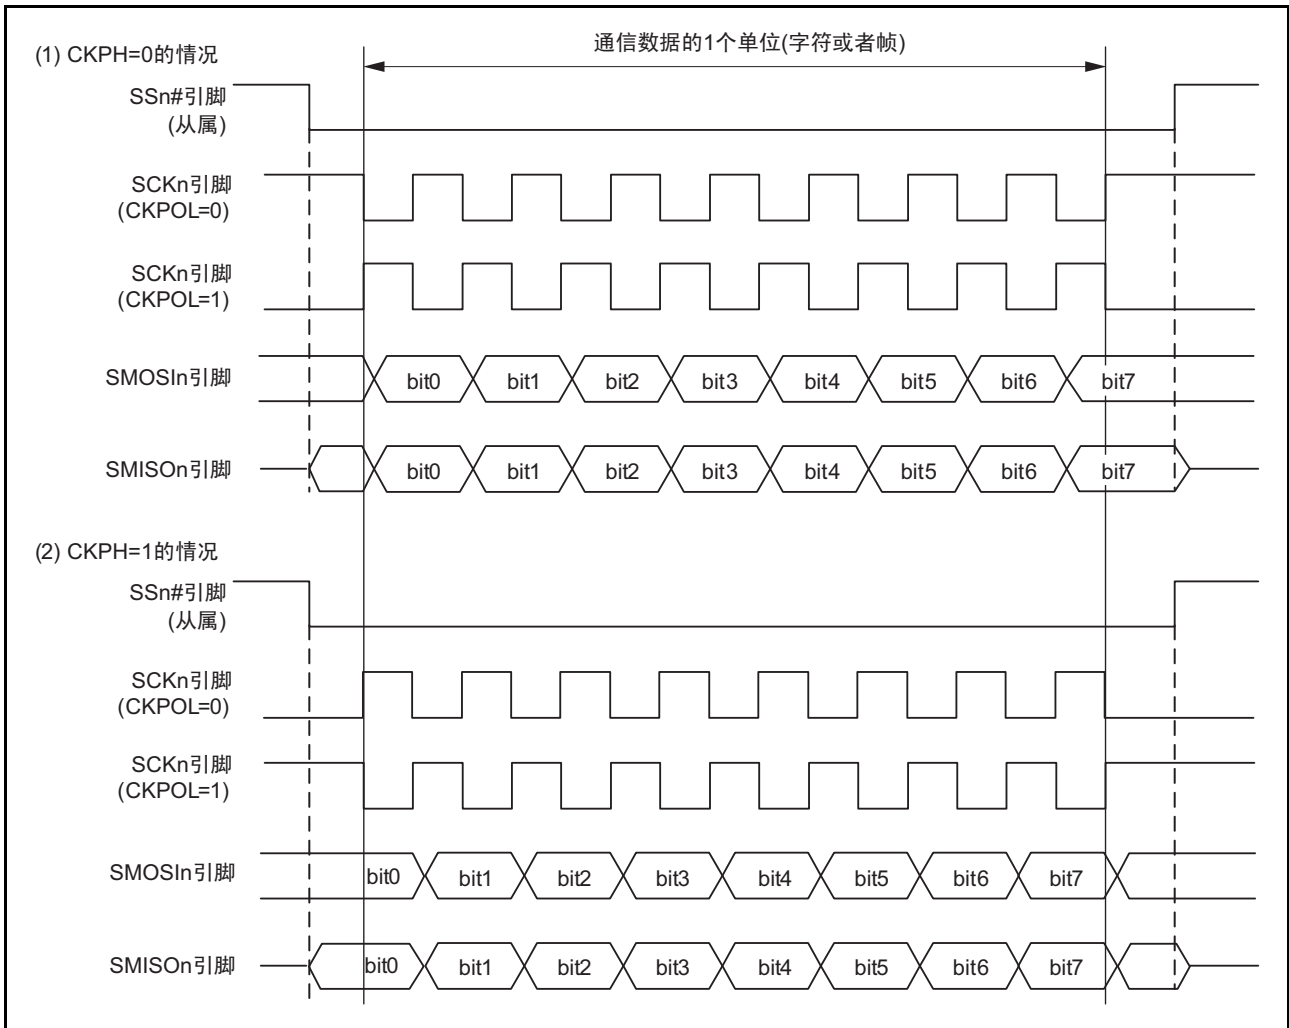 通信数据的1个单位(字符或者帧)
(1) CKPH=0的情况
SSn#引脚
(从属)
SCKn引脚
(CKPOL=0)
SCKn引脚
(CKPOL=1)
SMOSIn引脚
bit0 bit1 bit2 bit3 bit4 bit5 bit6 bit7
SMISOn引脚
bit0 bit1 bit2 bit3 bit4 bit5 bit6 bit7
(2) CKPH=1的情况
SSn#引脚
(从属)
SCKn引脚
(CKPOL=0)
SCKn引脚
(CKPOL=1)
SMOSIn引脚
bit0 bit1 bit2 bit3 bit4 bit5 bit6 bit7
SMISOn引脚
bit0 bit1 bit2 bit3 bit4 bit5 bit6 bit7